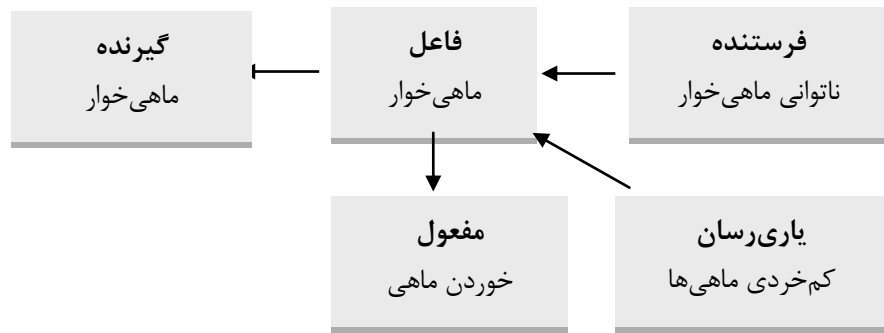 فرستنده
ناتوانی ماهی‌خوار
فاعل
ماهی‌خوار
گیرنده
ماهی‌خوار
یاری‌رسان
کم‌خردی ماهی‌ها
مفعول
خوردن ماهی